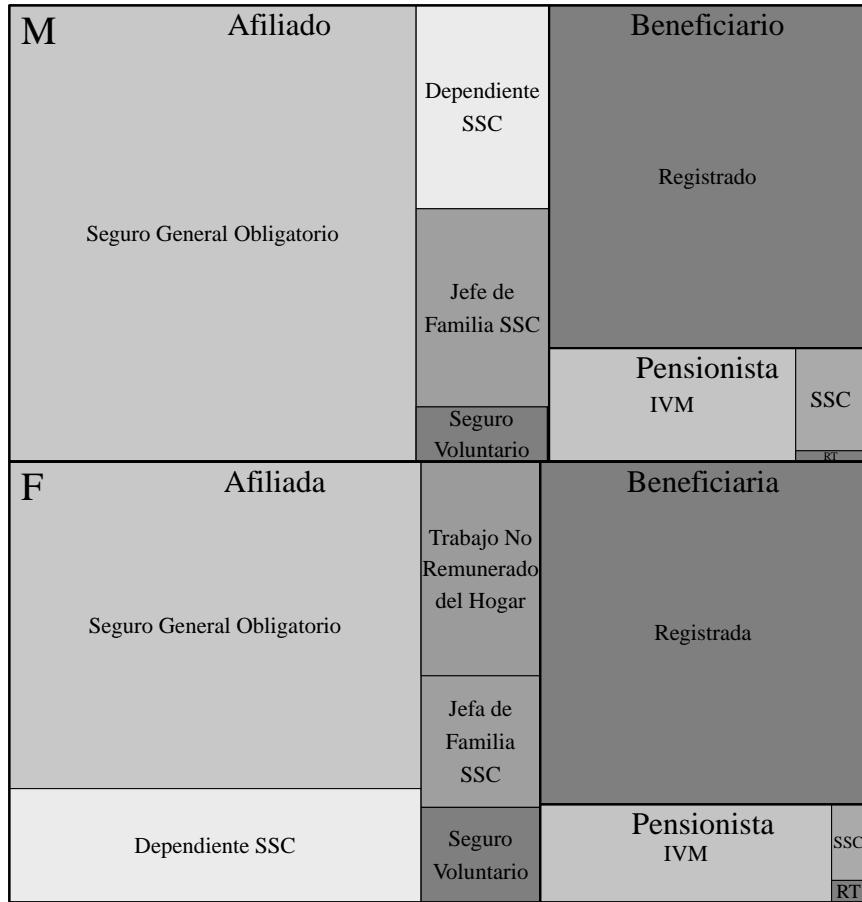 M
Afiliado
Beneficiario
Dependiente
SSC
Registrado
Seguro General Obligatorio
Jefe de
Familia SSC
Pensionista
IVM
SSC
Seguro
Voluntario
RT
F
Afiliada
Beneficiaria
Trabajo No
Remunerado
del Hogar
Seguro General Obligatorio
Registrada
Jefa de
Familia
SSC
Pensionista
IVM
SSC
Dependiente SSC
Seguro
Voluntario
RT